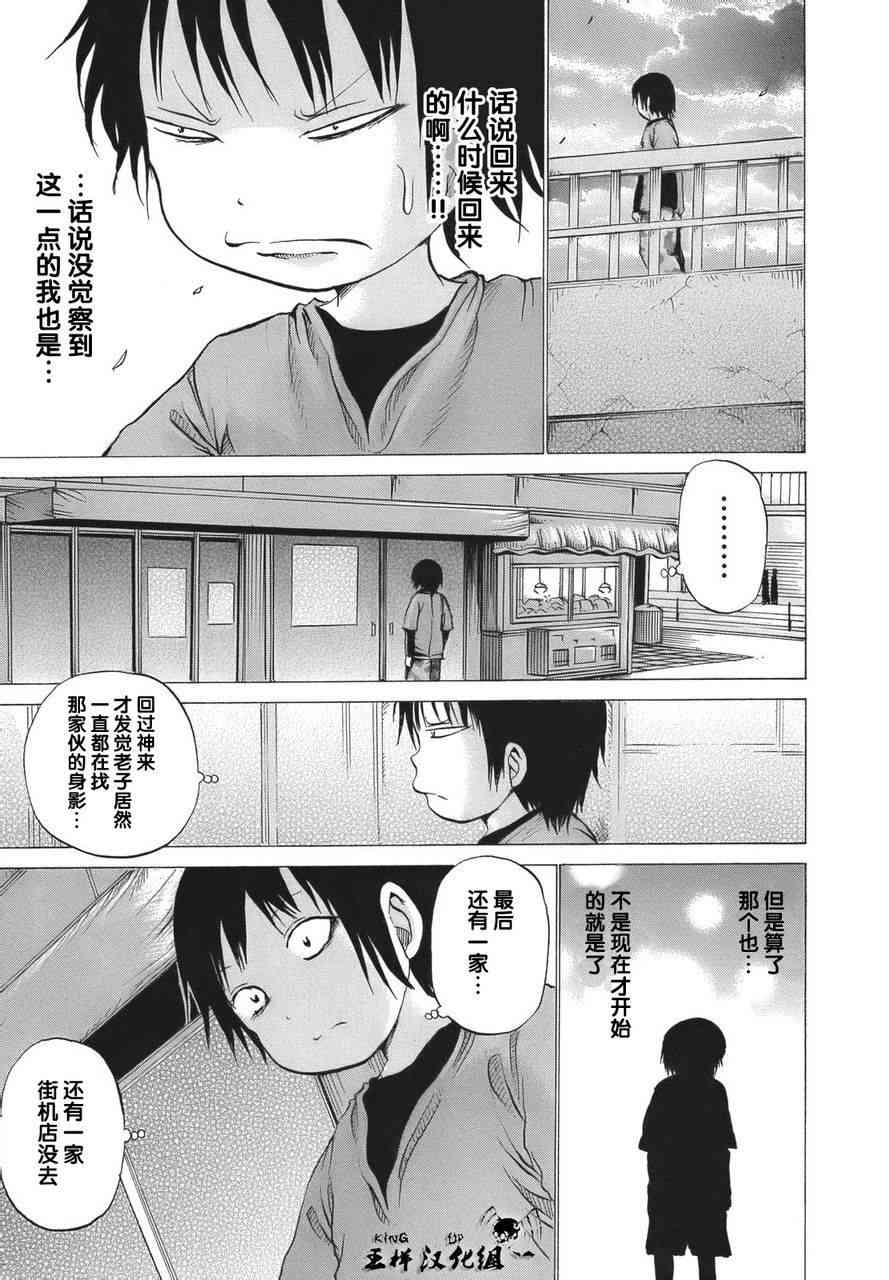 话说回来
什么时候回来
的啊……!!
…话说没觉察到
这一点的我也是…
………
回过神来
才发觉老子居然
一直都在找
那家伙的身影…
但是算了
那个也…
不是现在才开始
的就是了
最后
还有一家…
还有一家
街机店没去
KING UP
王样汉化组